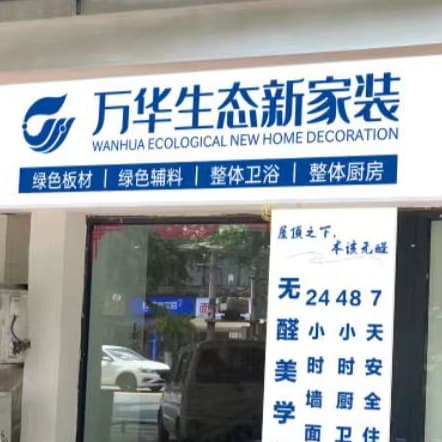 万华生态新家装
WANHUA ECOLOGICAL NEW HOME DECORATION
绿色板材 | 绿色辅料 | 整体卫浴 | 整体厨房
屋顶之下,
本该无醛
无醛美学
24小时墙面
48小时厨卫
7天安全住